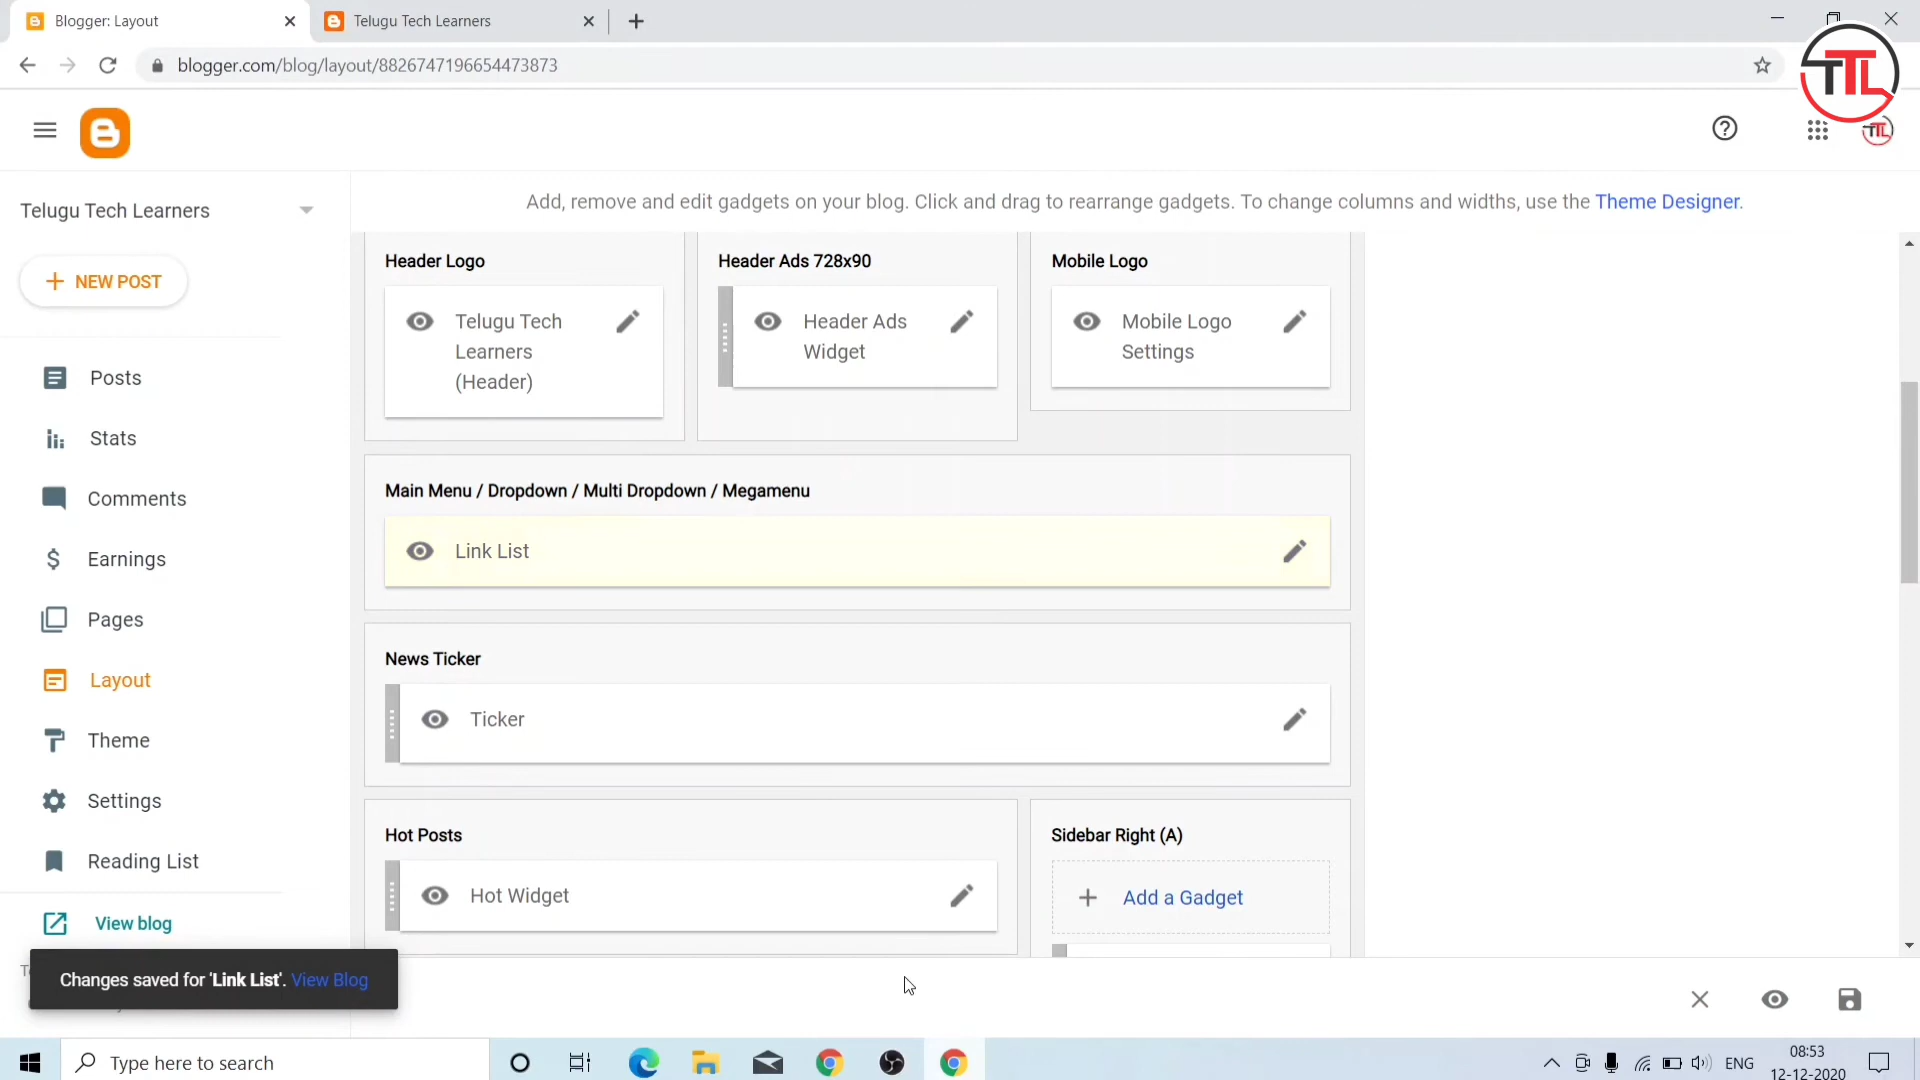 Blogger: Layout
Telugu Tech Learners
blogger.com/blog/layout/8826747196654473873
TTL
TTL
Telugu Tech Learners
Add, remove and edit gadgets on your blog. Click and drag to rearrange gadgets. To change columns and widths, use the Theme Designer.
NEW POST
Posts
Stats
Comments
Earnings
Pages
Layout
Theme
Settings
Reading List
View blog
Header Logo
Telugu Tech
Learners
(Header)
Header Ads 728x90
Header Ads
Widget
Mobile Logo
Mobile Logo
Settings
Main Menu / Dropdown / Multi Dropdown / Megamenu
Link List
News Ticker
Ticker
Hot Posts
Hot Widget
Sidebar Right (A)
Add a Gadget
Changes saved for 'Link List'. View Blog
Type here to search
ENG
08:53
12-12-2020